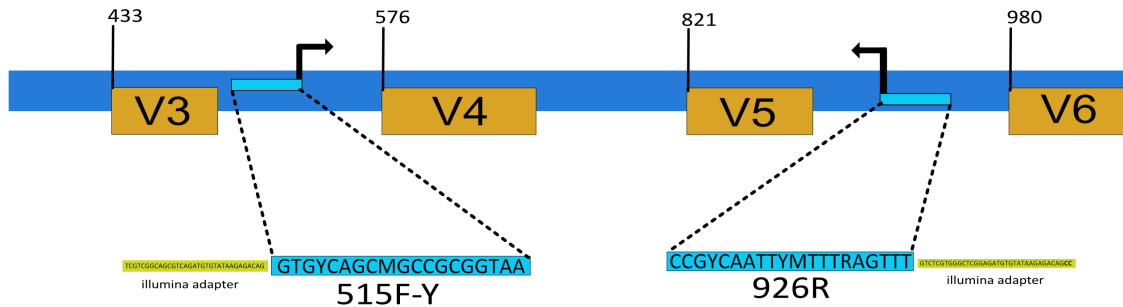 433 576 821 980
V3 V4 V5 V6
TCGTCGGCAGCGTCAGATGTGTATAAGAGACAG GTGYCAGCMGCCGCGGTAA CCGYCAATTYMTTTRAGTTT GTCTCGTGGGCTCGGAGATGTGTATAAGAGACAGCC
illumina adapter 515F-Y 926R illumina adapter